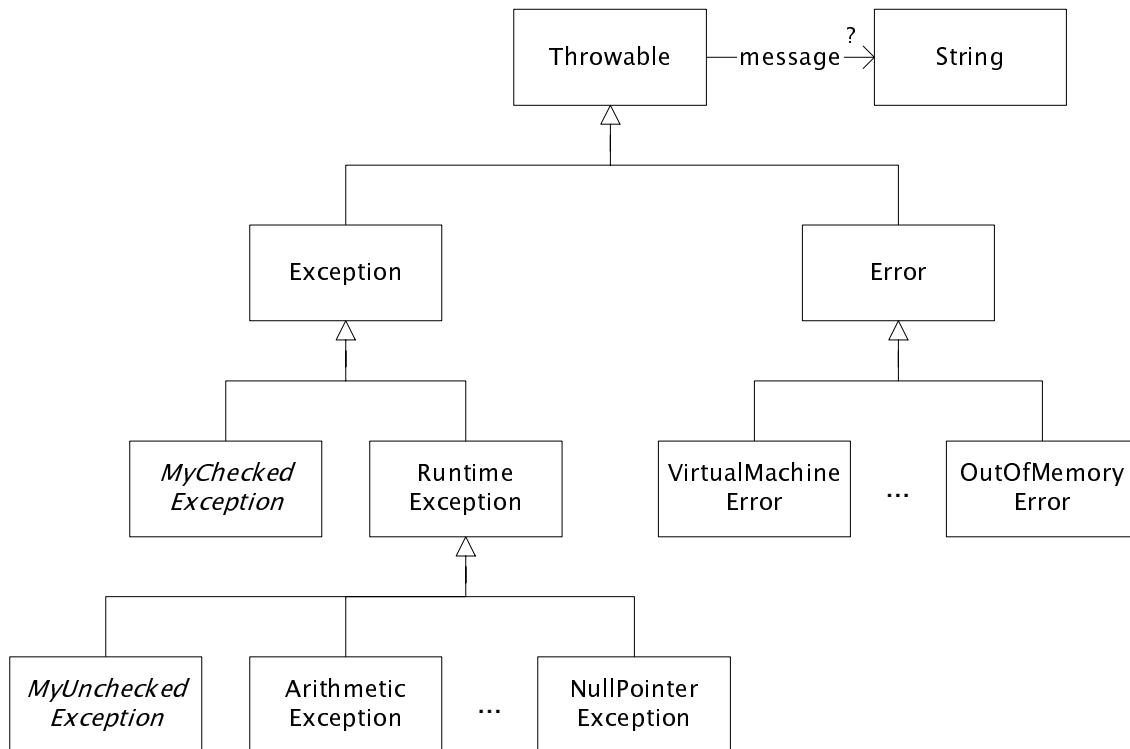 Throwable
message
?
String
Exception
Error
MyChecked
Exception
Runtime
Exception
VirtualMachine
Error
...
OutOfMemory
Error
MyUnchecked
Exception
Arithmetic
Exception
...
NullPointer
Exception